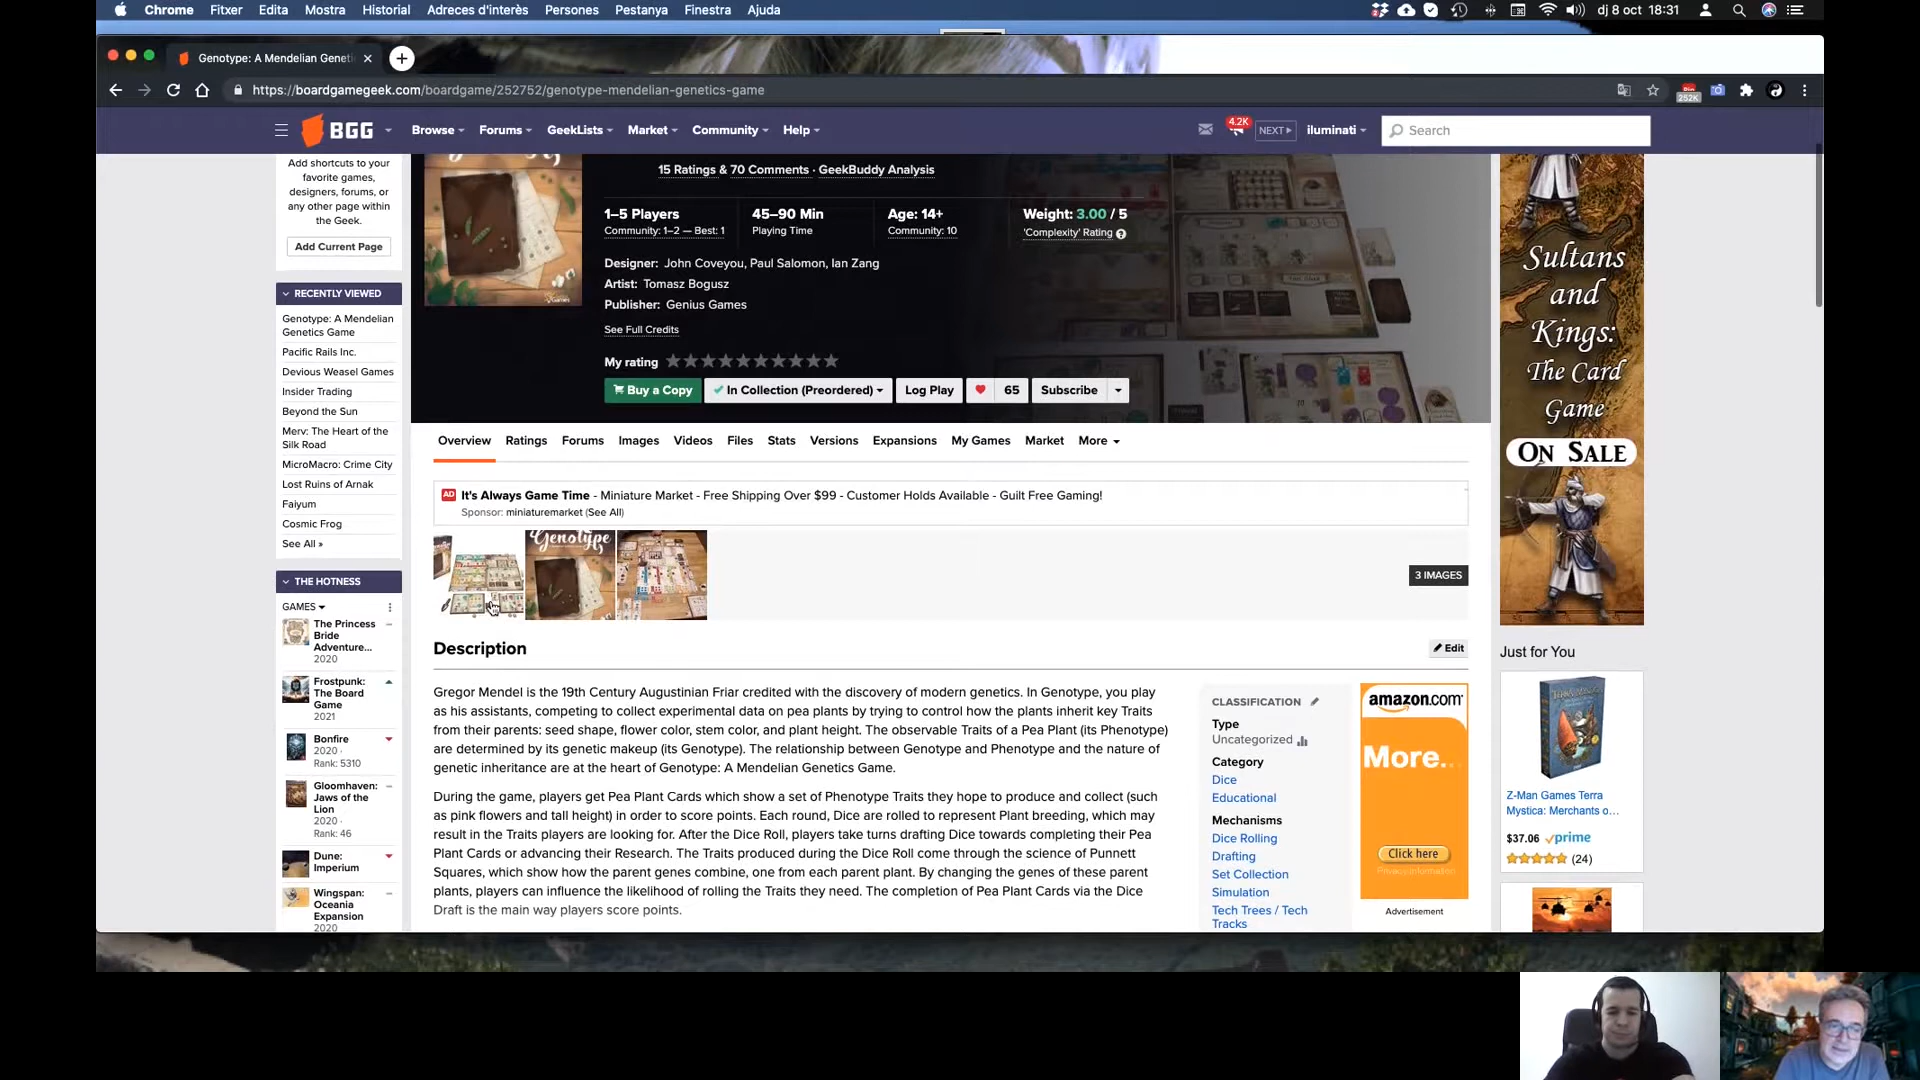 Chrome Fitxer Edita Mostra Historial Adreces d'interès Persones Pestanya Finestra Ajuda dj 8 oct 18:31
Genotype: A Mendelian Geneti
https://boardgamegeek.com/boardgame/252752/genotype-mendelian-genetics-game
252K
BGG Browse Forums GeekLists Market Community Help 4.2K NEXT iluminati Search
Add shortcuts to your
favorite games,
designers, forums, or
any other page within
the Geek.
Add Current Page
RECENTLY VIEWED
Genotype: A Mendelian
Genetics Game
Pacific Rails Inc.
Devious Weasel Games
Insider Trading
Beyond the Sun
Merv: The Heart of the
Silk Road
MicroMacro: Crime City
Lost Ruins of Arnak
Faiyum
Cosmic Frog
See All »
THE HOTNESS
GAMES
The Princess
Bride
Adventure...
2020
Frostpunk:
The Board
Game
2021
Bonfire
2020 ·
Rank: 5310
Gloomhaven:
Jaws of the
Lion
2020 ·
Rank: 46
Dune:
Imperium
Wingspan:
Oceania
Expansion
2020
15 Ratings & 70 Comments · GeekBuddy Analysis
1–5 Players 45–90 Min Age: 14+ Weight: 3.00 / 5
Community: 1–2 — Best: 1 Playing Time Community: 10 'Complexity' Rating
Designer: John Coveyou, Paul Salomon, Ian Zang
Artist: Tomasz Bogusz
Publisher: Genius Games
See Full Credits
My rating
Buy a Copy In Collection (Preordered) Log Play 65 Subscribe
Overview Ratings Forums Images Videos Files Stats Versions Expansions My Games Market More
AD It's Always Game Time - Miniature Market - Free Shipping Over $99 - Customer Holds Available - Guilt Free Gaming!
Sponsor: miniaturemarket (See All)
Genotype
3 IMAGES
Description
Edit
Gregor Mendel is the 19th Century Augustinian Friar credited with the discovery of modern genetics. In Genotype, you play
as his assistants, competing to collect experimental data on pea plants by trying to control how the plants inherit key Traits
from their parents: seed shape, flower color, stem color, and plant height. The observable Traits of a Pea Plant (its Phenotype)
are determined by its genetic makeup (its Genotype). The relationship between Genotype and Phenotype and the nature of
genetic inheritance are at the heart of Genotype: A Mendelian Genetics Game.
During the game, players get Pea Plant Cards which show a set of Phenotype Traits they hope to produce and collect (such
as pink flowers and tall height) in order to score points. Each round, Dice are rolled to represent Plant breeding, which may
result in the Traits players are looking for. After the Dice Roll, players take turns drafting Dice towards completing their Pea
Plant Cards or advancing their Research. The Traits produced during the Dice Roll come through the science of Punnett
Squares, which show how the parent genes combine, one from each parent plant. By changing the genes of these parent
plants, players can influence the likelihood of rolling the Traits they need. The completion of Pea Plant Cards via the Dice
Draft is the main way players score points.
CLASSIFICATION
Type
Uncategorized
Category
Dice
Educational
Mechanisms
Dice Rolling
Drafting
Set Collection
Simulation
Tech Trees / Tech
Tracks
amazon.com
More...
Click here
Privacy Information
Advertisement
Sultans
and
Kings:
The Card
Game
ON SALE
Just for You
Z-Man Games Terra
Mystica: Merchants o...
$37.06 prime
(24)